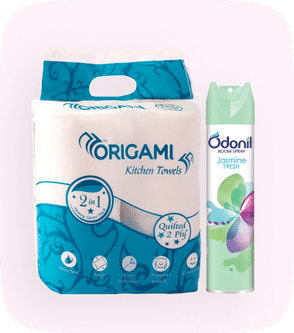 ORIGAMI
Kitchen Towels
2 in 1
Quilted
2 Ply
Odonil
ROOM SPRAY
Jasmine
FRESH